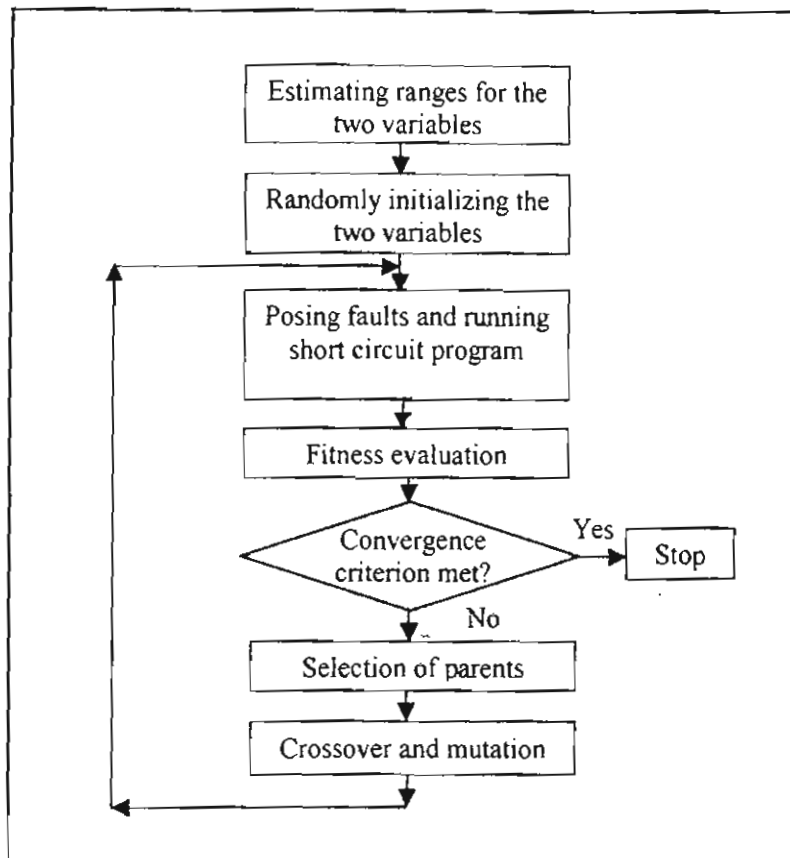 Estimating ranges for the
two variables
Randomly initializing the
two variables
Posing faults and running
short circuit program
Fitness evaluation
Convergence
criterion met?
Yes
Stop
No
Selection of parents
Crossover and mutation